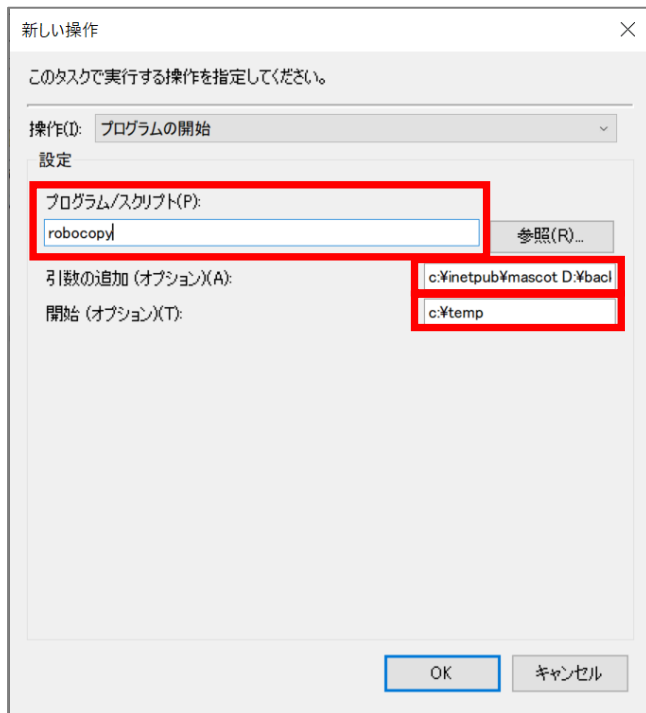 新しい操作
このタスクで実行する操作を指定してください。
操作(I): プログラムの開始
設定
プログラム/スクリプト(P):
robocopy
参照(R)...
引数の追加 (オプション)(A): c:¥inetpub¥mascot D:¥bacl
開始 (オプション)(T): c:¥temp
OK キャンセル